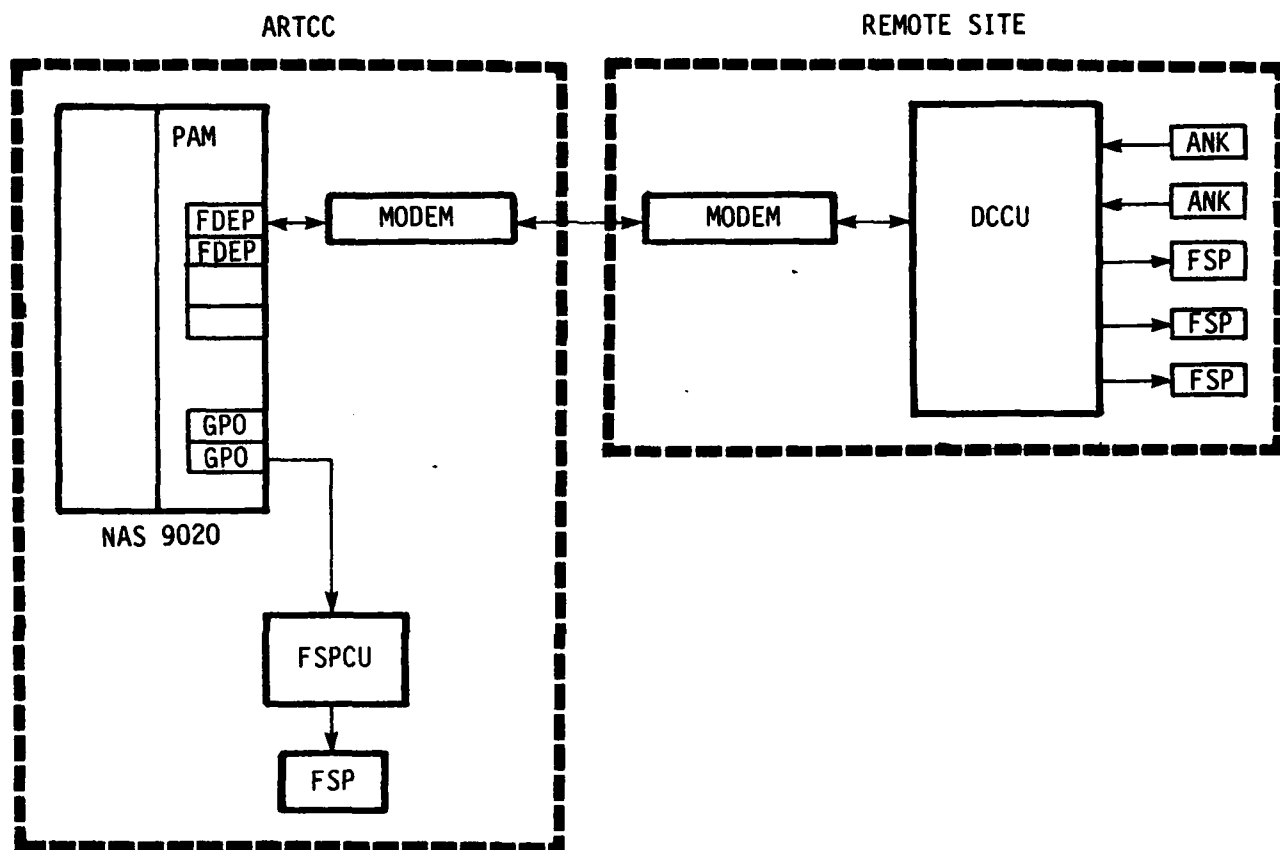 ARTCC
REMOTE SITE
PAM
FDEP
FDEP
GPO
GPO
NAS 9020
MODEM
FSPCU
FSP
MODEM
DCCU
ANK
ANK
FSP
FSP
FSP